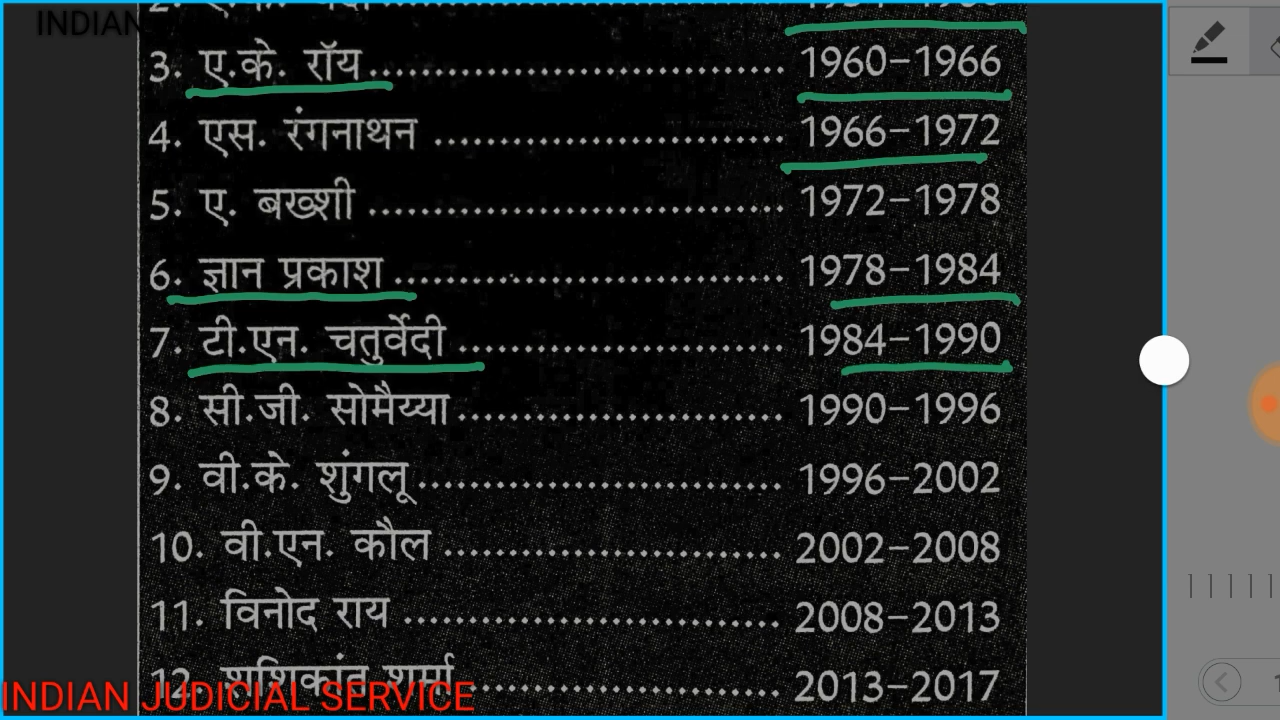 INDIAN
3. ए.के. रॉय 1960–1966
4. एस. रंगनाथन 1966–1972
5. ए. बख्शी 1972–1978
6. ज्ञान प्रकाश 1978–1984
7. टी.एन. चतुर्वेदी 1984–1990
8. सी.जी. सोमैय्या 1990–1996
9. वी.के. शुंगलू 1996–2002
10. वी.एन. कौल 2002–2008
11. विनोद राय 2008–2013
12. शशिकांत शर्मा 2013–2017
INDIAN JUDICIAL SERVICE